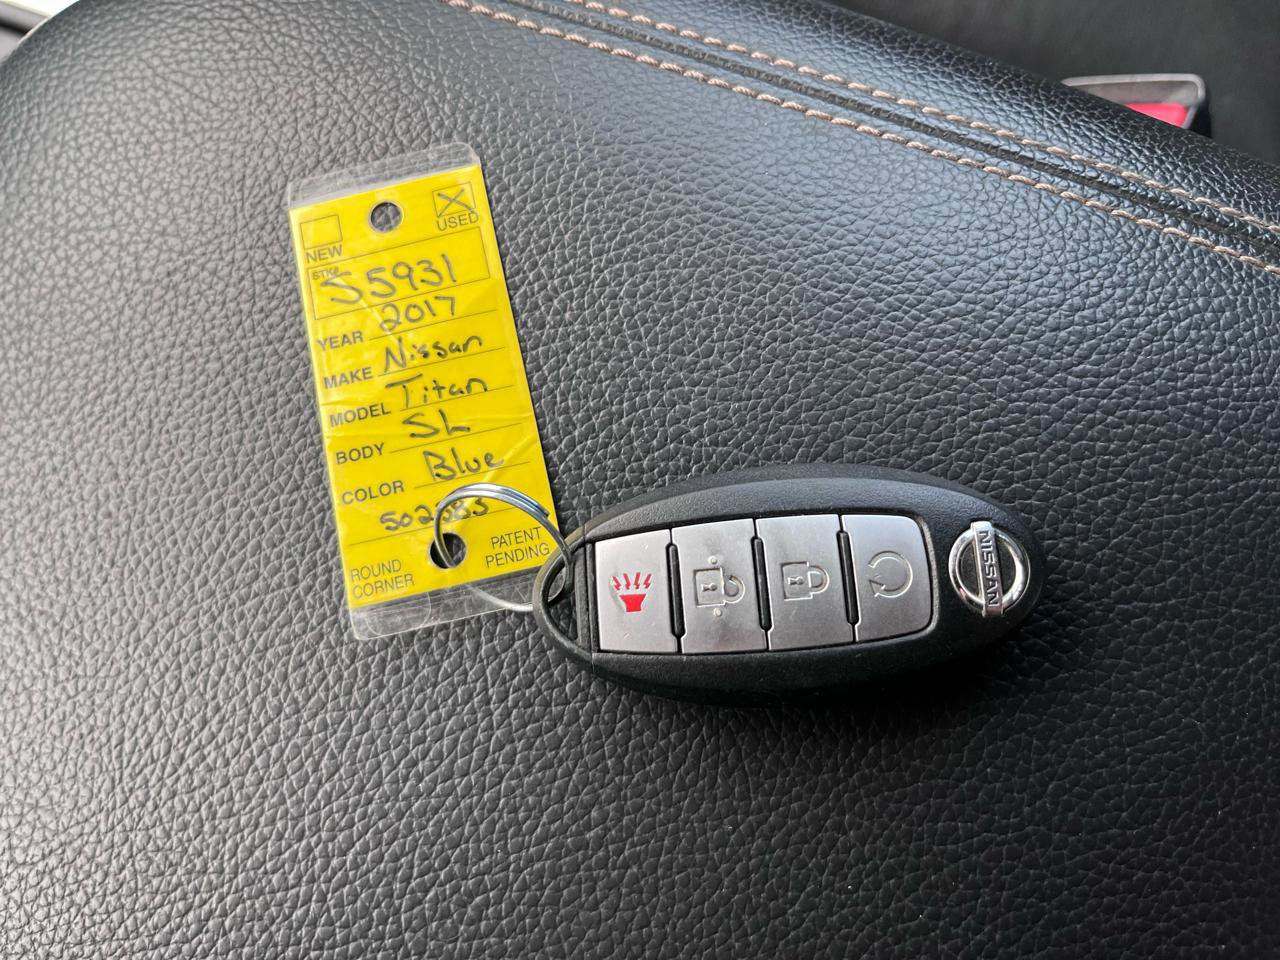 NEW
USED
STK# S5931
YEAR 2017
MAKE Nissan
MODEL Titan
BODY SL
COLOR Blue
ROUND CORNER
PATENT PENDING
NISSAN